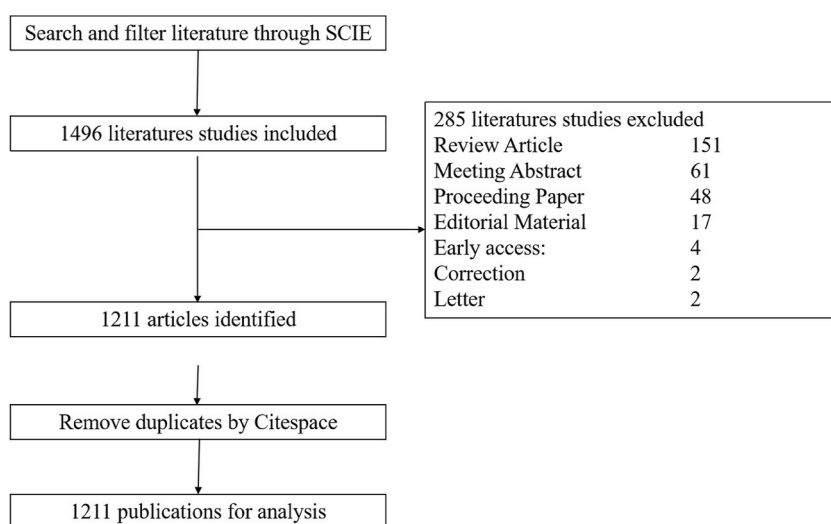 Search and filter literature through SCIE
1496 literatures studies included
285 literatures studies excluded
Review Article 151
Meeting Abstract 61
Proceeding Paper 48
Editorial Material 17
Early access: 4
Correction 2
Letter 2
1211 articles identified
Remove duplicates by Citespace
1211 publications for analysis